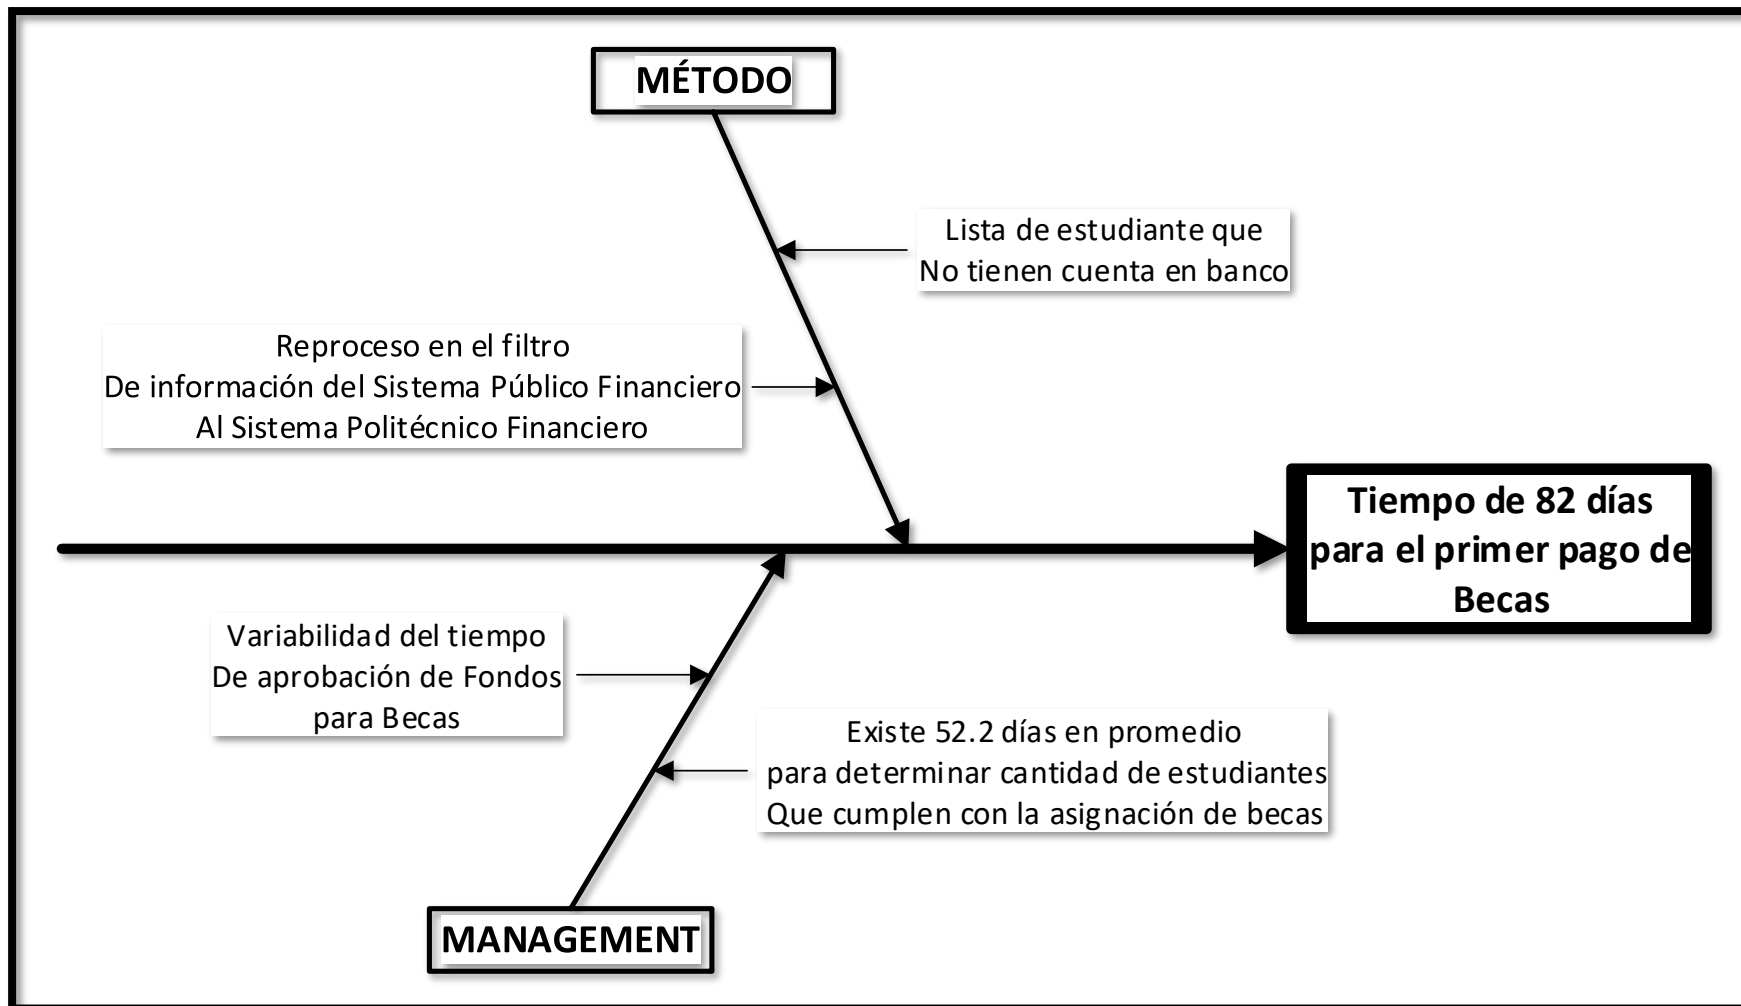 MÉTODO
Lista de estudiante que
No tienen cuenta en banco
Reproceso en el filtro
De información del Sistema Público Financiero
Al Sistema Politécnico Financiero
Tiempo de 82 días
para el primer pago de
Becas
Variabilidad del tiempo
De aprobación de Fondos
para Becas
Existe 52.2 días en promedio
para determinar cantidad de estudiantes
Que cumplen con la asignación de becas
MANAGEMENT